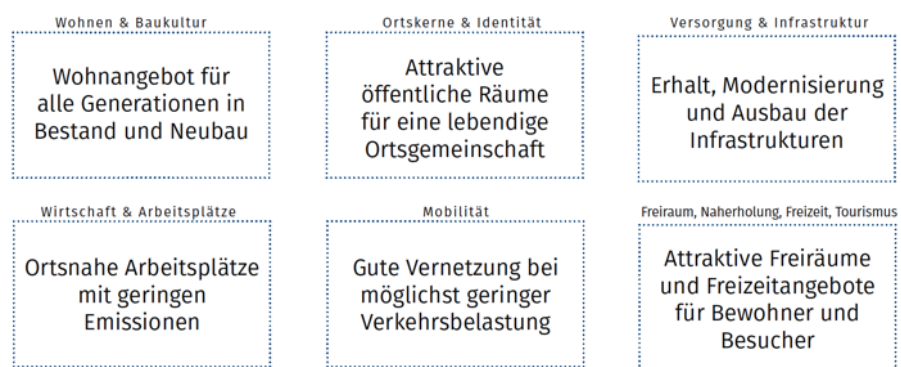 Wohnen & Baukultur
Wohnangebot für
alle Generationen in
Bestand und Neubau
Ortskerne & Identität
Attraktive
öffentliche Räume
für eine lebendige
Ortsgemeinschaft
Versorgung & Infrastruktur
Erhalt, Modernisierung
und Ausbau der
Infrastrukturen
Wirtschaft & Arbeitsplätze
Ortsnahe Arbeitsplätze
mit geringen
Emissionen
Mobilität
Gute Vernetzung bei
möglichst geringer
Verkehrsbelastung
Freiraum, Naherholung, Freizeit, Tourismus
Attraktive Freiräume
und Freizeitangebote
für Bewohner und
Besucher